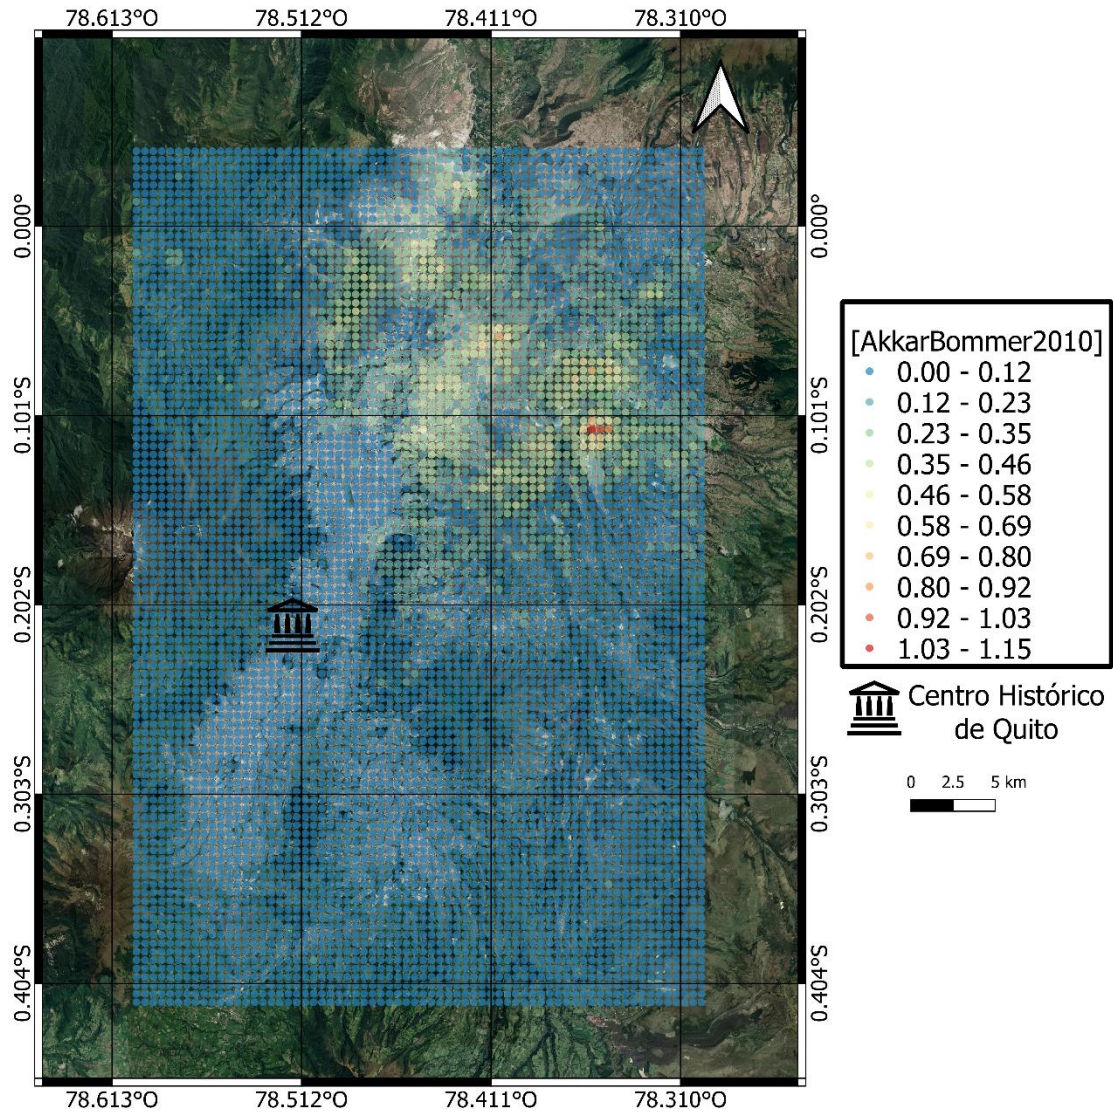 78.613°O 78.512°O 78.411°O 78.310°O
0.000°
0.101°S
0.202°S
0.303°S
0.404°S
0.000°
0.101°S
0.202°S
0.303°S
0.404°S
78.613°O 78.512°O 78.411°O 78.310°O
[AkkarBommer2010]
0.00 - 0.12
0.12 - 0.23
0.23 - 0.35
0.35 - 0.46
0.46 - 0.58
0.58 - 0.69
0.69 - 0.80
0.80 - 0.92
0.92 - 1.03
1.03 - 1.15
Centro Histórico
de Quito
0 2.5 5 km